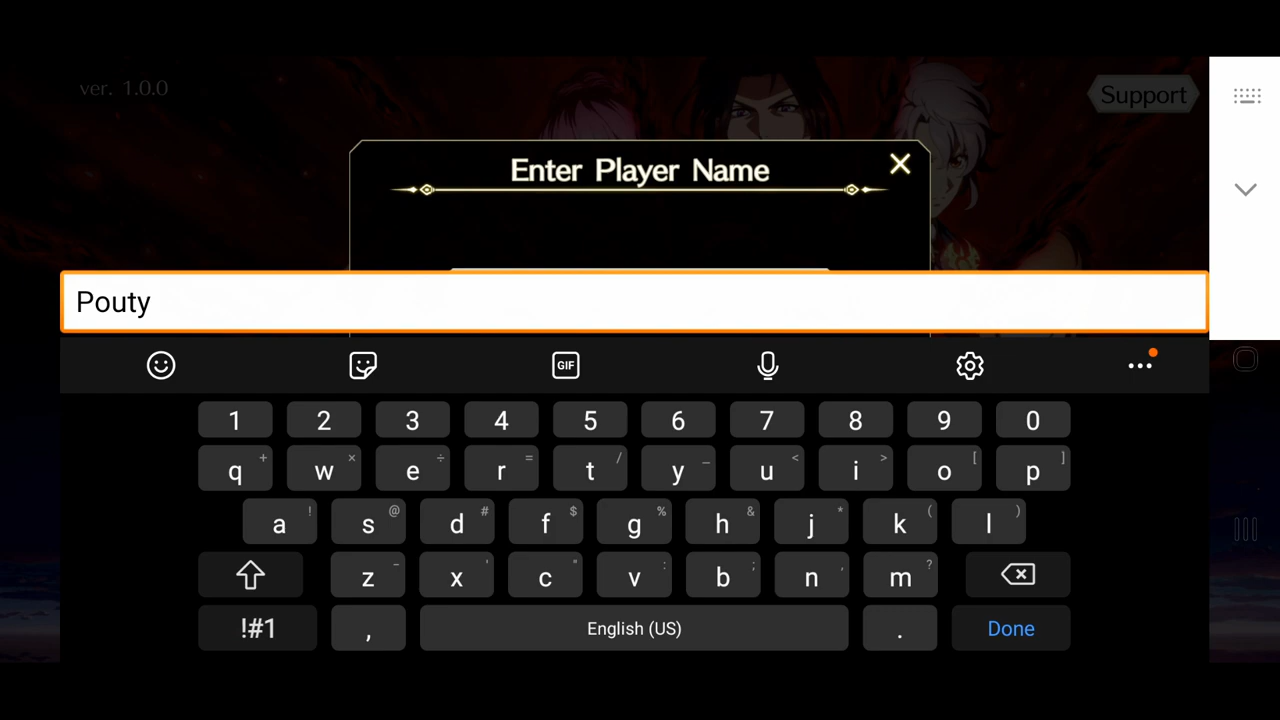 ver. 1.0.0
Support
Enter Player Name
Pouty
GIF
1 2 3 4 5 6 7 8 9 0
q + w × e ÷ r = t / y _ u < i > o [ p ]
a ! s @ d # f $ g % h & j * k ( l )
z - x ' c " v : b ; n , m ?
!#1 , English (US) . Done